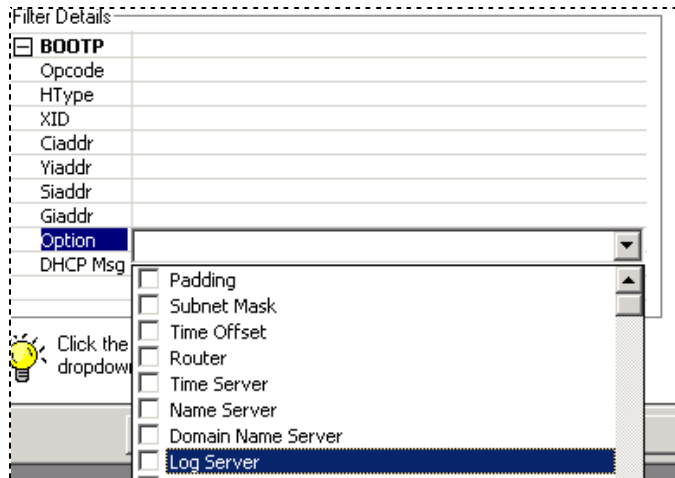 Filter Details
BOOTP
Opcode
HType
XID
Ciaddr
Yiaddr
Siaddr
Giaddr
Option
DHCP Msg
Padding
Subnet Mask
Time Offset
Router
Time Server
Name Server
Domain Name Server
Log Server
Click the
dropdow